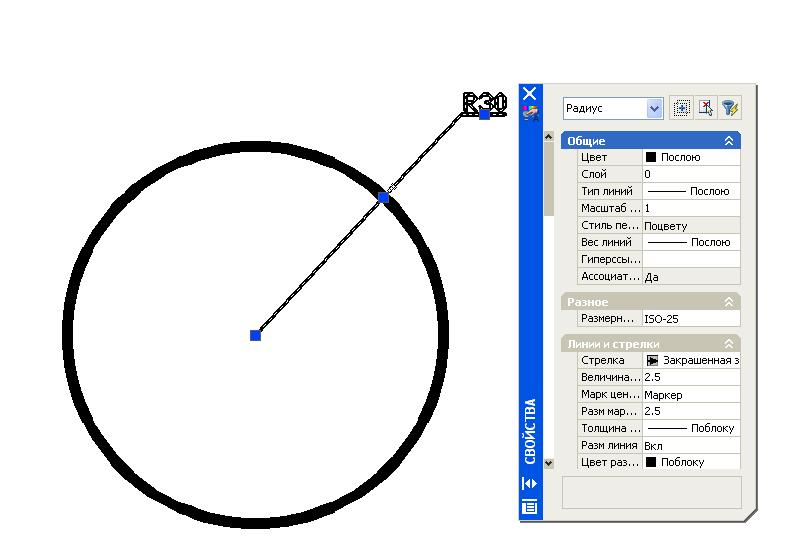 R30
Радиус
Общие
Цвет Послою
Слой 0
Тип линий Послою
Масштаб ... 1
Стиль пе... Поцвету
Вес линий Послою
Гиперссы...
Ассоциат... Да
Разное
Размерн... ISO-25
Линии и стрелки
Стрелка Закрашенная з
Величина... 2.5
Марк цен... Маркер
Разм мар... 2.5
Толщина ... Поблоку
Разм линия Вкл
Цвет раз... Поблоку
СВОЙСТВА